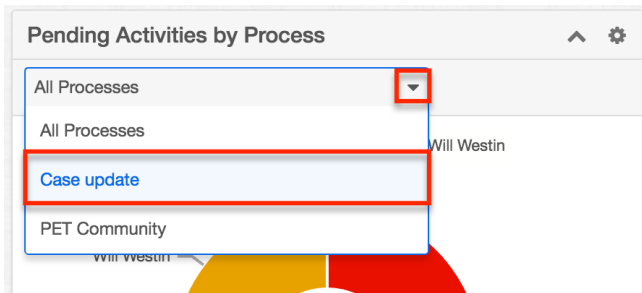 Pending Activities by Process
All Processes
All Processes
Will Westin
Case update
PET Community
Will Westin